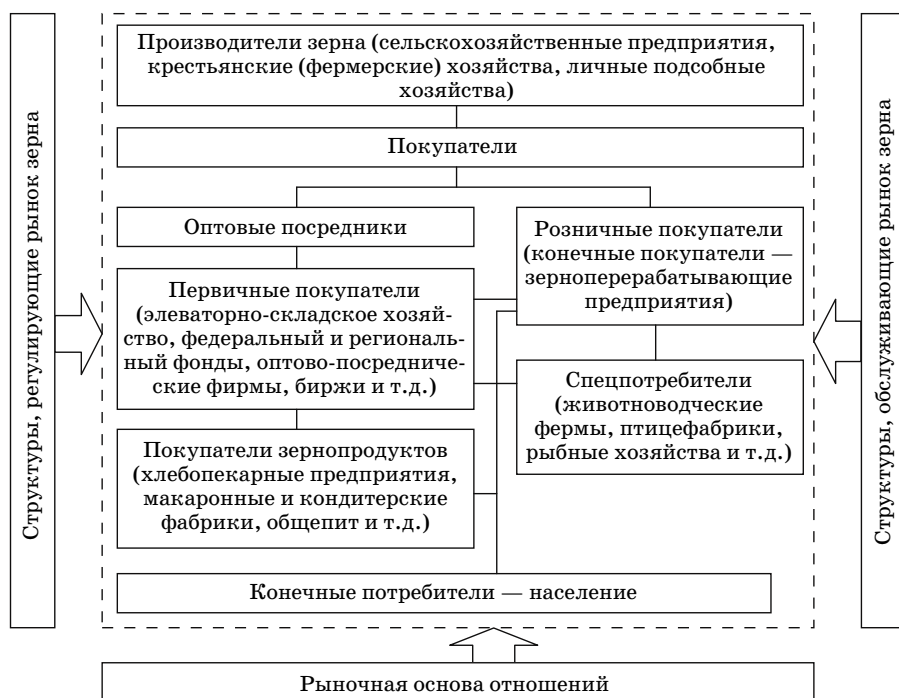 Структуры, регулирующие рынок зерна
Производители зерна (сельскохозяйственные предприятия,
крестьянские (фермерские) хозяйства, личные подсобные
хозяйства)
Покупатели
Оптовые посредники
Первичные покупатели
(элеваторно-складское хозяй-
ство, федеральный и региональ-
ный фонды, оптово-посредниче-
ские фирмы, биржи и т.д.)
Покупатели зернопродуктов
(хлебопекарные предприятия,
макаронные и кондитерские
фабрики, общепит и т.д.)
Розничные покупатели
(конечные покупатели —
зерноперерабатывающие
предприятия)
Спецпотребители
(животноводческие
фермы, птицефабрики,
рыбные хозяйства и т.д.)
Конечные потребители — население
Структуры, обслуживающие рынок зерна
Рыночная основа отношений